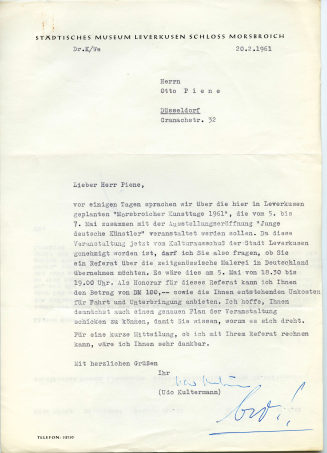 STÄDTISCHES MUSEUM LEVERKUSEN SCHLOSS MORSBROICH
Dr.K/We 20.2.1961
Herrn
Otto P i e n e
Düsseldorf
Cranachstr. 32
Lieber Herr Piene,
vor einigen Tagen sprachen wir über die hier in Leverkusen
geplanten "Morsbroicher Kunsttage 1961", die vom 5. bis
7. Mai zusammen mit der Ausstellungseröffnung "Junge
deutsche Künstler" veranstaltet werden sollen. Da diese
Veranstaltung jetzt vom Kulturausschuß der Stadt Leverkusen
genehmigt worden ist, darf ich Sie also fragen, ob Sie
ein Referat über die zeitgenössische Malerei in Deutschland
übernehmen möchten. Es wäre dies am 5. Mai von 18.30 bis
19.00 Uhr. Als Honorar für dieses Referat kann ich Ihnen
den Betrag von DM 100,-- sowie die Ihnen entstehenden Unkosten
für Fahrt und Unterbringung anbieten. Ich hoffe, Ihnen
demnächst auch einen genauen Plan der Veranstaltung
schicken zu können, damit Sie wissen, worum es sich dreht.
Für eine kurze Mitteilung, ob ich mit Ihrem Referat rechnen
kann, wäre ich Ihnen sehr dankbar.
Mit herzlichen Grüßen
Ihr
(Udo Kultermann)
TELEFON: